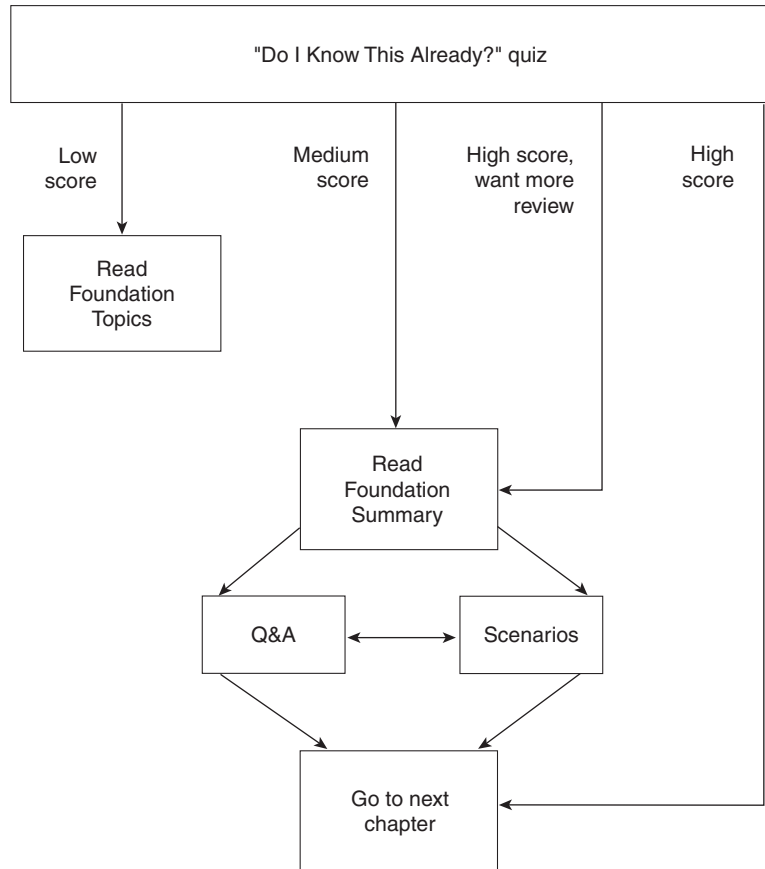 "Do I Know This Already?" quiz
Low
score
Medium
score
High score,
want more
review
High
score
Read
Foundation
Topics
Read
Foundation
Summary
Q&A
Scenarios
Go to next
chapter